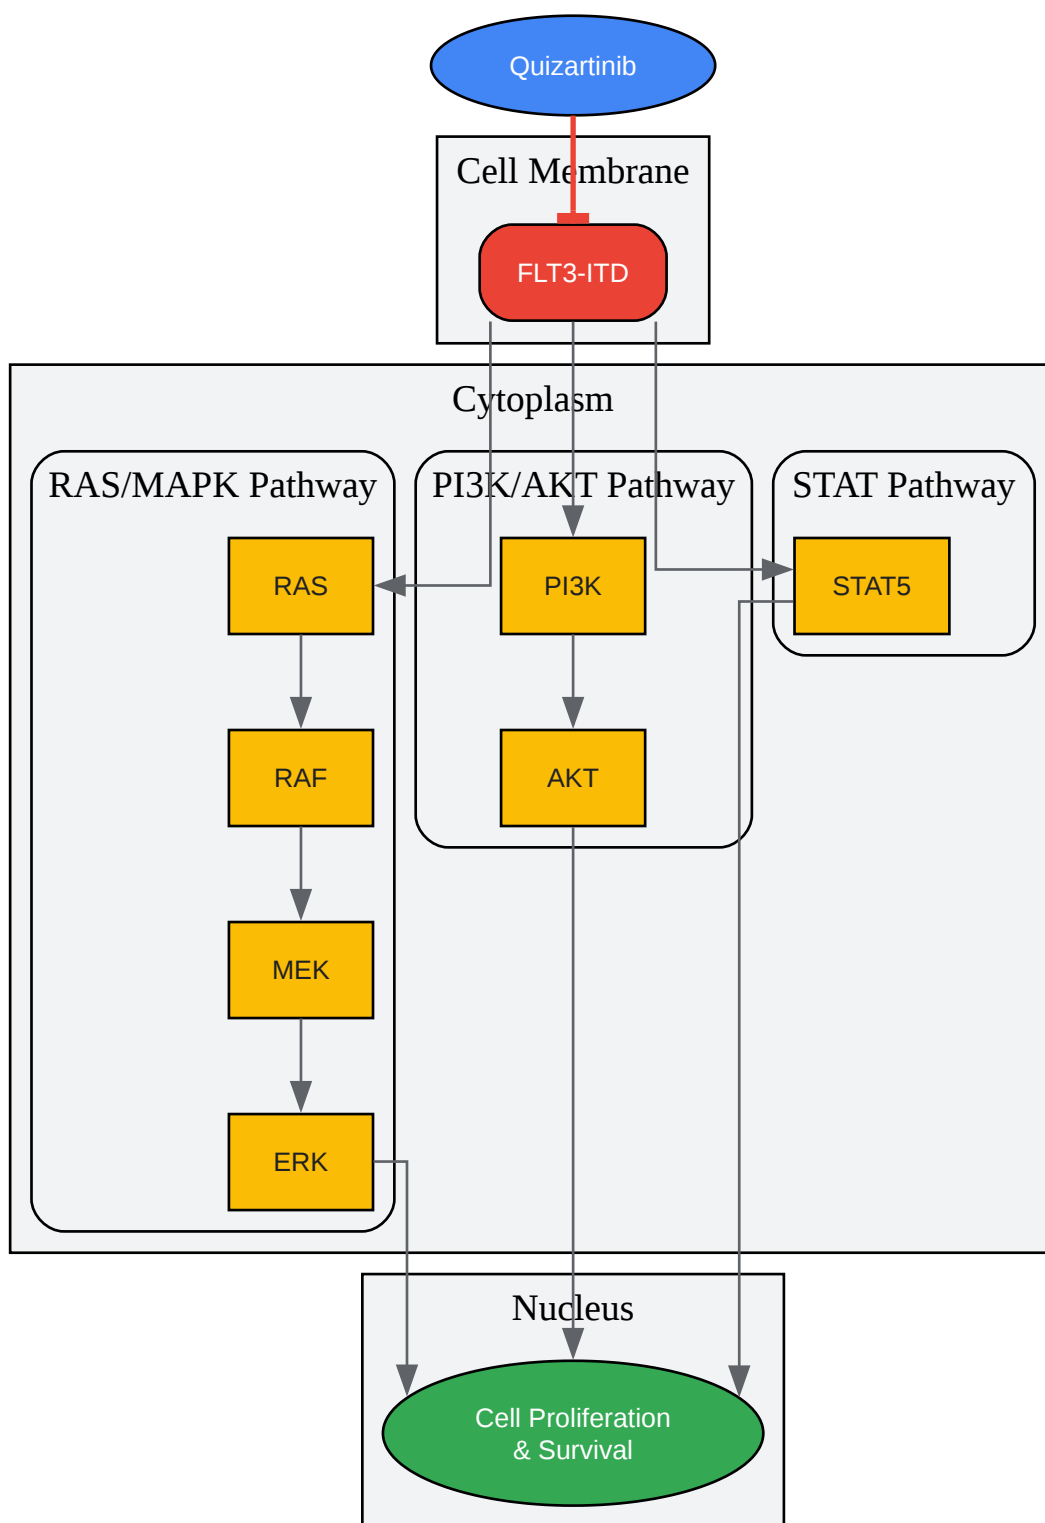 Quizartinib
Cell Membrane
FLT3-ITD
Cytoplasm
RAS/MAPK Pathway
PI3K/AKT Pathway
STAT Pathway
RAS
PI3K
STAT5
RAF
AKT
MEK
ERK
Nucleus
Cell Proliferation
& Survival